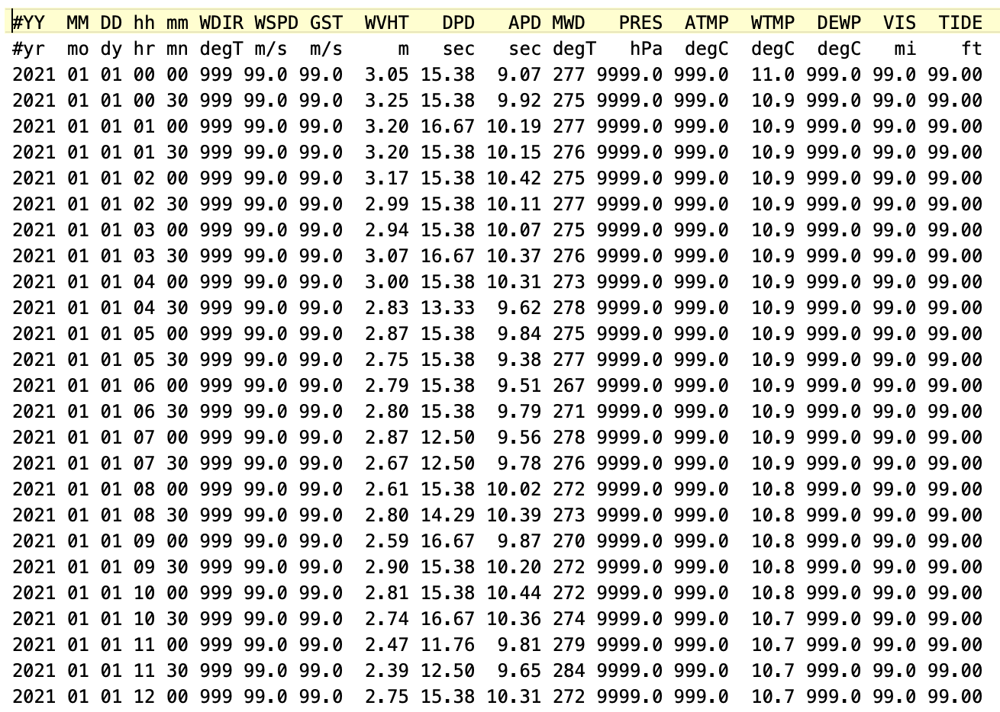 #YY  MM DD hh mm WDIR WSPD GST  WVHT   DPD   APD MWD   PRES  ATMP  WTMP  DEWP  VIS  TIDE
#yr  mo dy hr mn degT m/s  m/s     m   sec   sec degT   hPa  degC  degC  degC   mi    ft
2021 01 01 00 00 999 99.0 99.0  3.05 15.38  9.07 277 9999.0 999.0  11.0 999.0 99.0 99.00
2021 01 01 00 30 999 99.0 99.0  3.25 15.38  9.92 275 9999.0 999.0  10.9 999.0 99.0 99.00
2021 01 01 01 00 999 99.0 99.0  3.20 16.67 10.19 277 9999.0 999.0  10.9 999.0 99.0 99.00
2021 01 01 01 30 999 99.0 99.0  3.20 15.38 10.15 276 9999.0 999.0  10.9 999.0 99.0 99.00
2021 01 01 02 00 999 99.0 99.0  3.17 15.38 10.42 275 9999.0 999.0  10.9 999.0 99.0 99.00
2021 01 01 02 30 999 99.0 99.0  2.99 15.38 10.11 277 9999.0 999.0  10.9 999.0 99.0 99.00
2021 01 01 03 00 999 99.0 99.0  2.94 15.38 10.07 275 9999.0 999.0  10.9 999.0 99.0 99.00
2021 01 01 03 30 999 99.0 99.0  3.07 16.67 10.37 276 9999.0 999.0  10.9 999.0 99.0 99.00
2021 01 01 04 00 999 99.0 99.0  3.00 15.38 10.31 273 9999.0 999.0  10.9 999.0 99.0 99.00
2021 01 01 04 30 999 99.0 99.0  2.83 13.33  9.62 278 9999.0 999.0  10.9 999.0 99.0 99.00
2021 01 01 05 00 999 99.0 99.0  2.87 15.38  9.84 275 9999.0 999.0  10.9 999.0 99.0 99.00
2021 01 01 05 30 999 99.0 99.0  2.75 15.38  9.38 277 9999.0 999.0  10.9 999.0 99.0 99.00
2021 01 01 06 00 999 99.0 99.0  2.79 15.38  9.51 267 9999.0 999.0  10.9 999.0 99.0 99.00
2021 01 01 06 30 999 99.0 99.0  2.80 15.38  9.79 271 9999.0 999.0  10.9 999.0 99.0 99.00
2021 01 01 07 00 999 99.0 99.0  2.87 12.50  9.56 278 9999.0 999.0  10.9 999.0 99.0 99.00
2021 01 01 07 30 999 99.0 99.0  2.67 12.50  9.78 276 9999.0 999.0  10.9 999.0 99.0 99.00
2021 01 01 08 00 999 99.0 99.0  2.61 15.38 10.02 272 9999.0 999.0  10.8 999.0 99.0 99.00
2021 01 01 08 30 999 99.0 99.0  2.80 14.29 10.39 273 9999.0 999.0  10.8 999.0 99.0 99.00
2021 01 01 09 00 999 99.0 99.0  2.59 16.67  9.87 270 9999.0 999.0  10.8 999.0 99.0 99.00
2021 01 01 09 30 999 99.0 99.0  2.90 15.38 10.20 272 9999.0 999.0  10.8 999.0 99.0 99.00
2021 01 01 10 00 999 99.0 99.0  2.81 15.38 10.44 272 9999.0 999.0  10.8 999.0 99.0 99.00
2021 01 01 10 30 999 99.0 99.0  2.74 16.67 10.36 274 9999.0 999.0  10.7 999.0 99.0 99.00
2021 01 01 11 00 999 99.0 99.0  2.47 11.76  9.81 279 9999.0 999.0  10.7 999.0 99.0 99.00
2021 01 01 11 30 999 99.0 99.0  2.39 12.50  9.65 284 9999.0 999.0  10.7 999.0 99.0 99.00
2021 01 01 12 00 999 99.0 99.0  2.75 15.38 10.31 272 9999.0 999.0  10.7 999.0 99.0 99.00